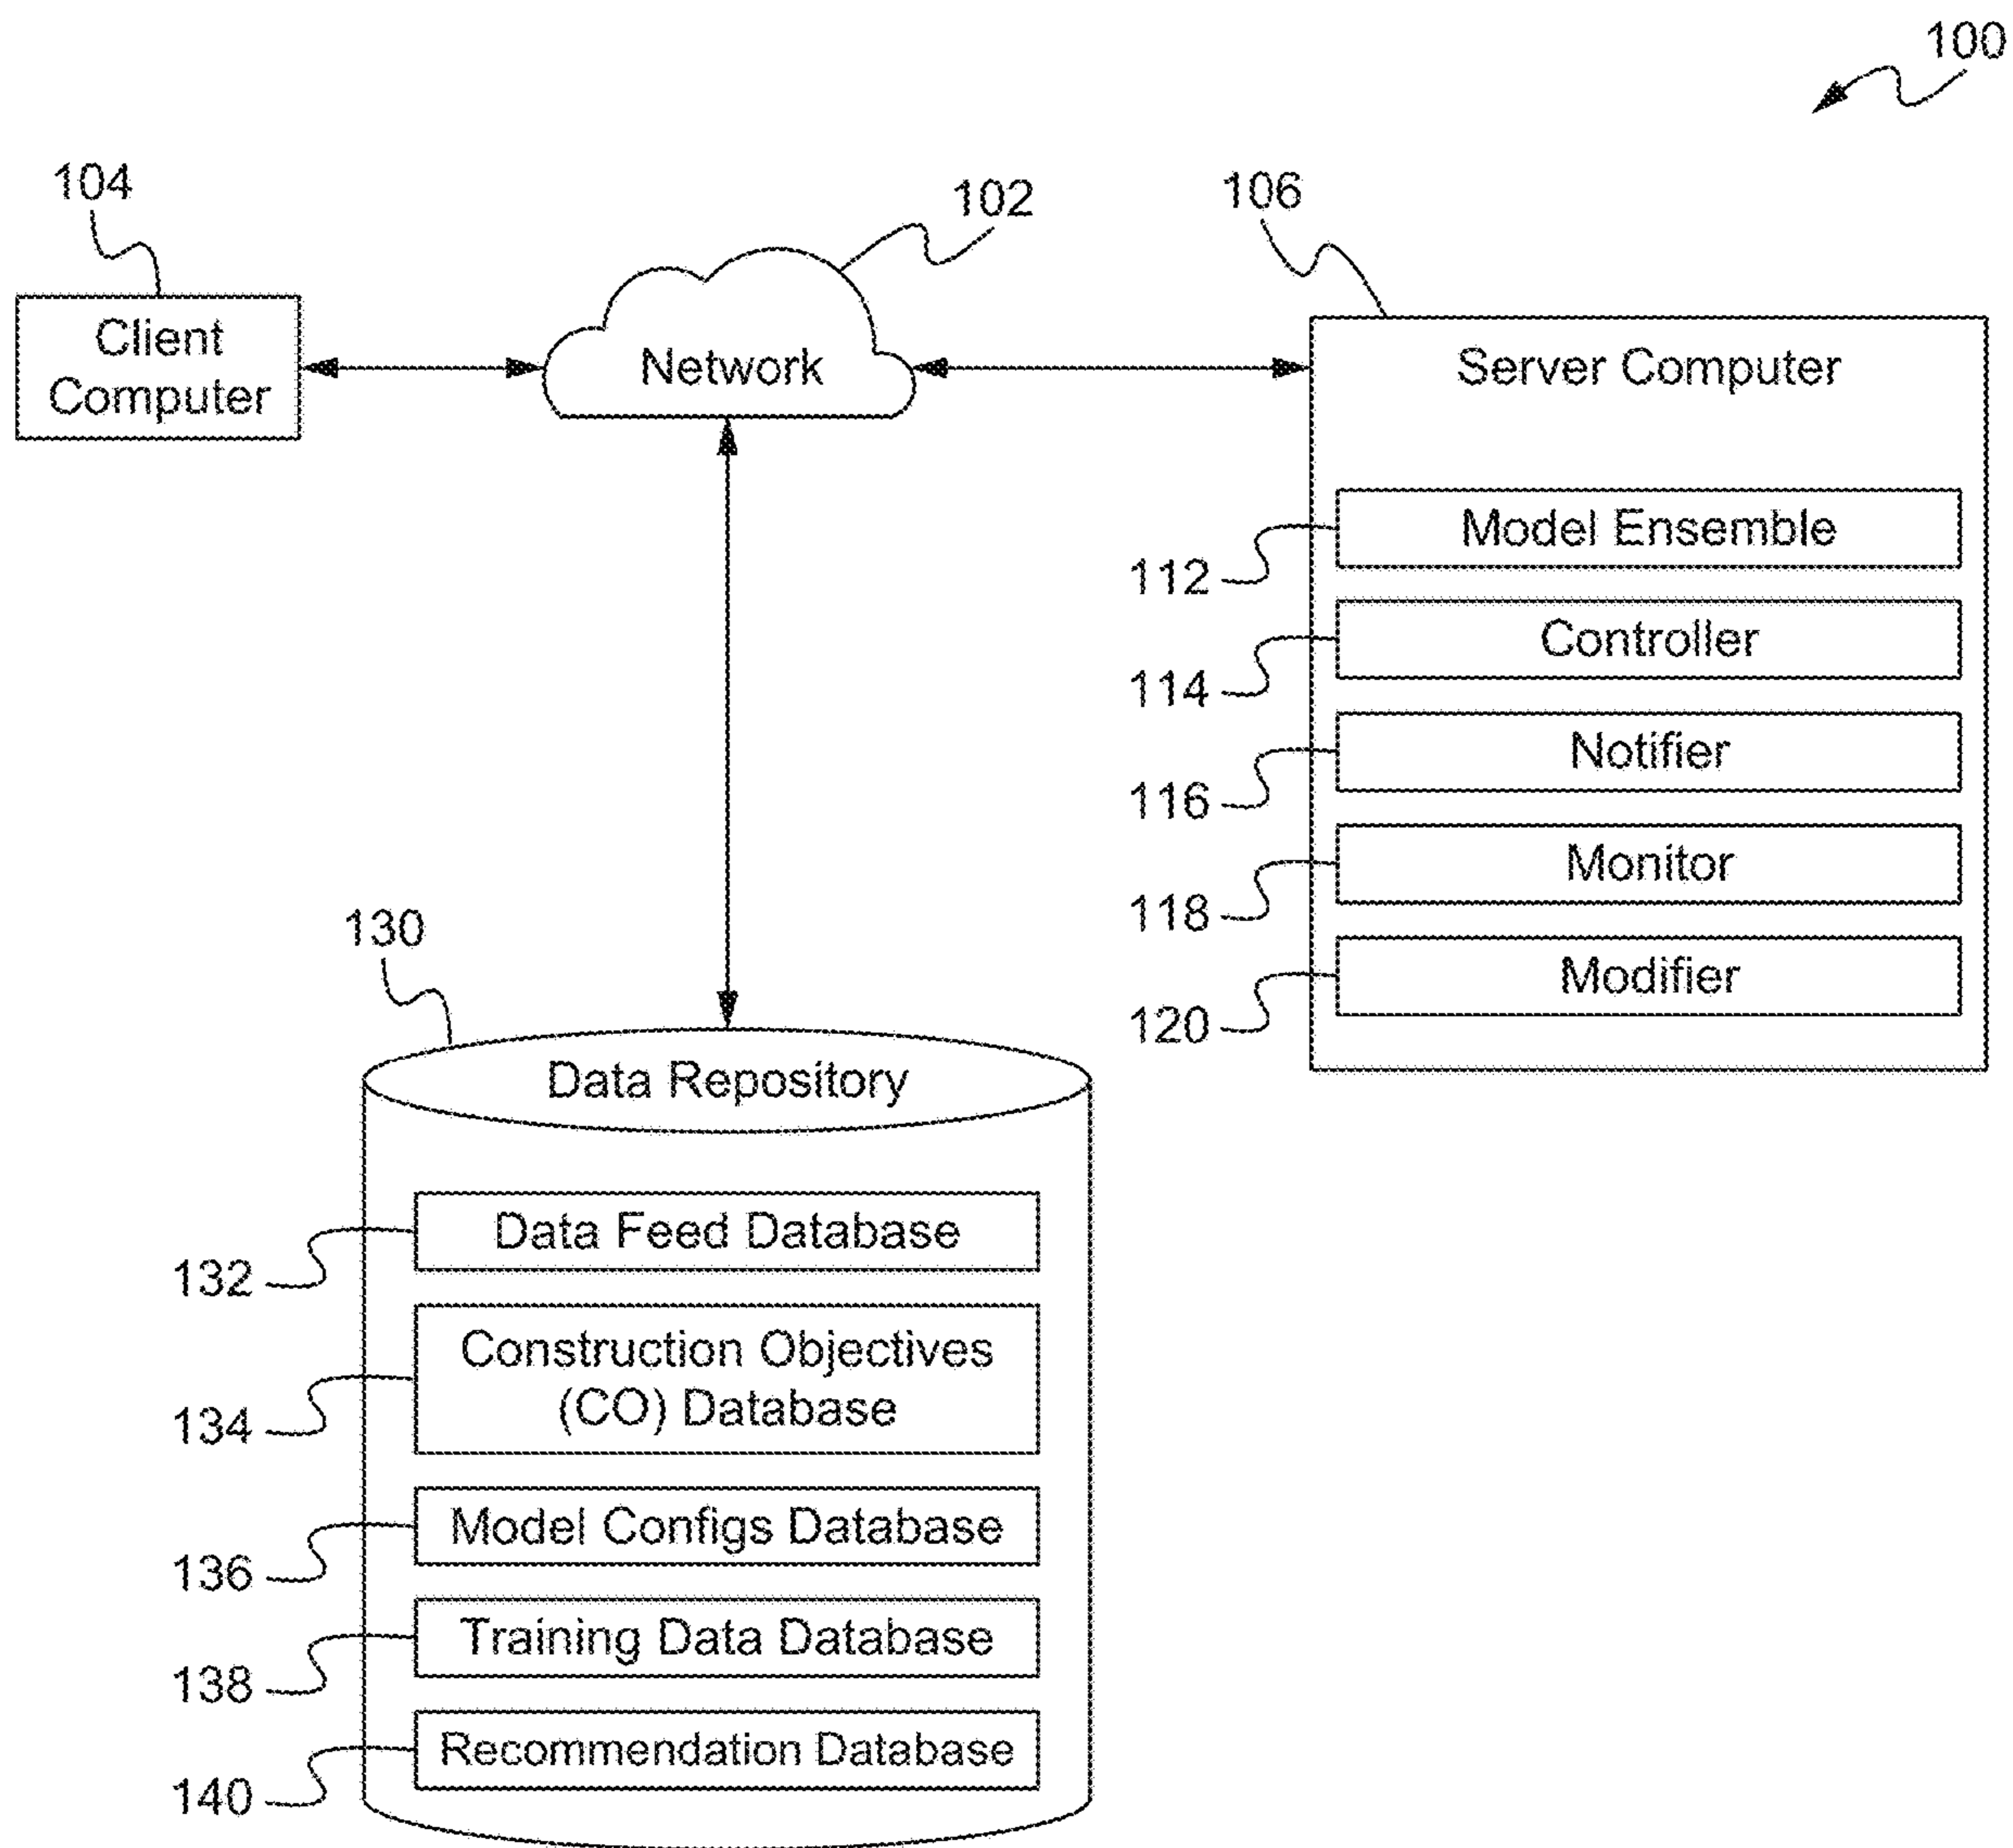 100
104
102
106
Client
Computer
Network
Server Computer
Model Ensemble
112
Controller
114
Notifier
116
Monitor
118
Modifier
120
130
Data Repository
Data Feed Database
132
Construction Objectives
(CO) Database
134
Model Configs Database
136
Training Data Database
138
Recommendation Database
140